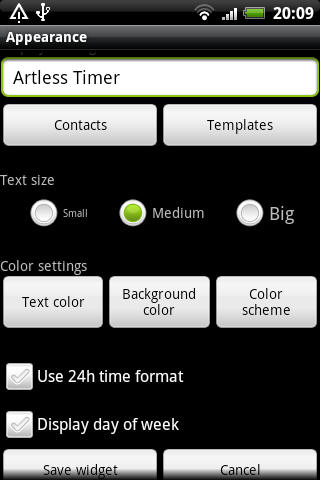 20:09
Appearance
Artless Timer
Contacts
Templates
Text size
Small
Medium
Big
Color settings
Text color
Background
color
Color
scheme
Use 24h time format
Display day of week
Save widget
Cancel